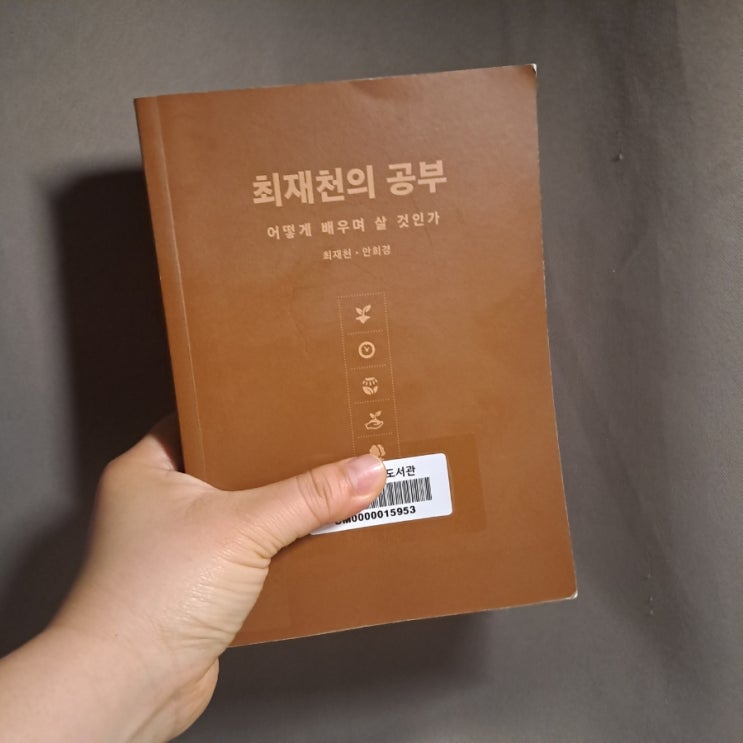 최재천의 공부
어떻게 배우며 살 것인가
최재천·안희경
도서관
M0000015953